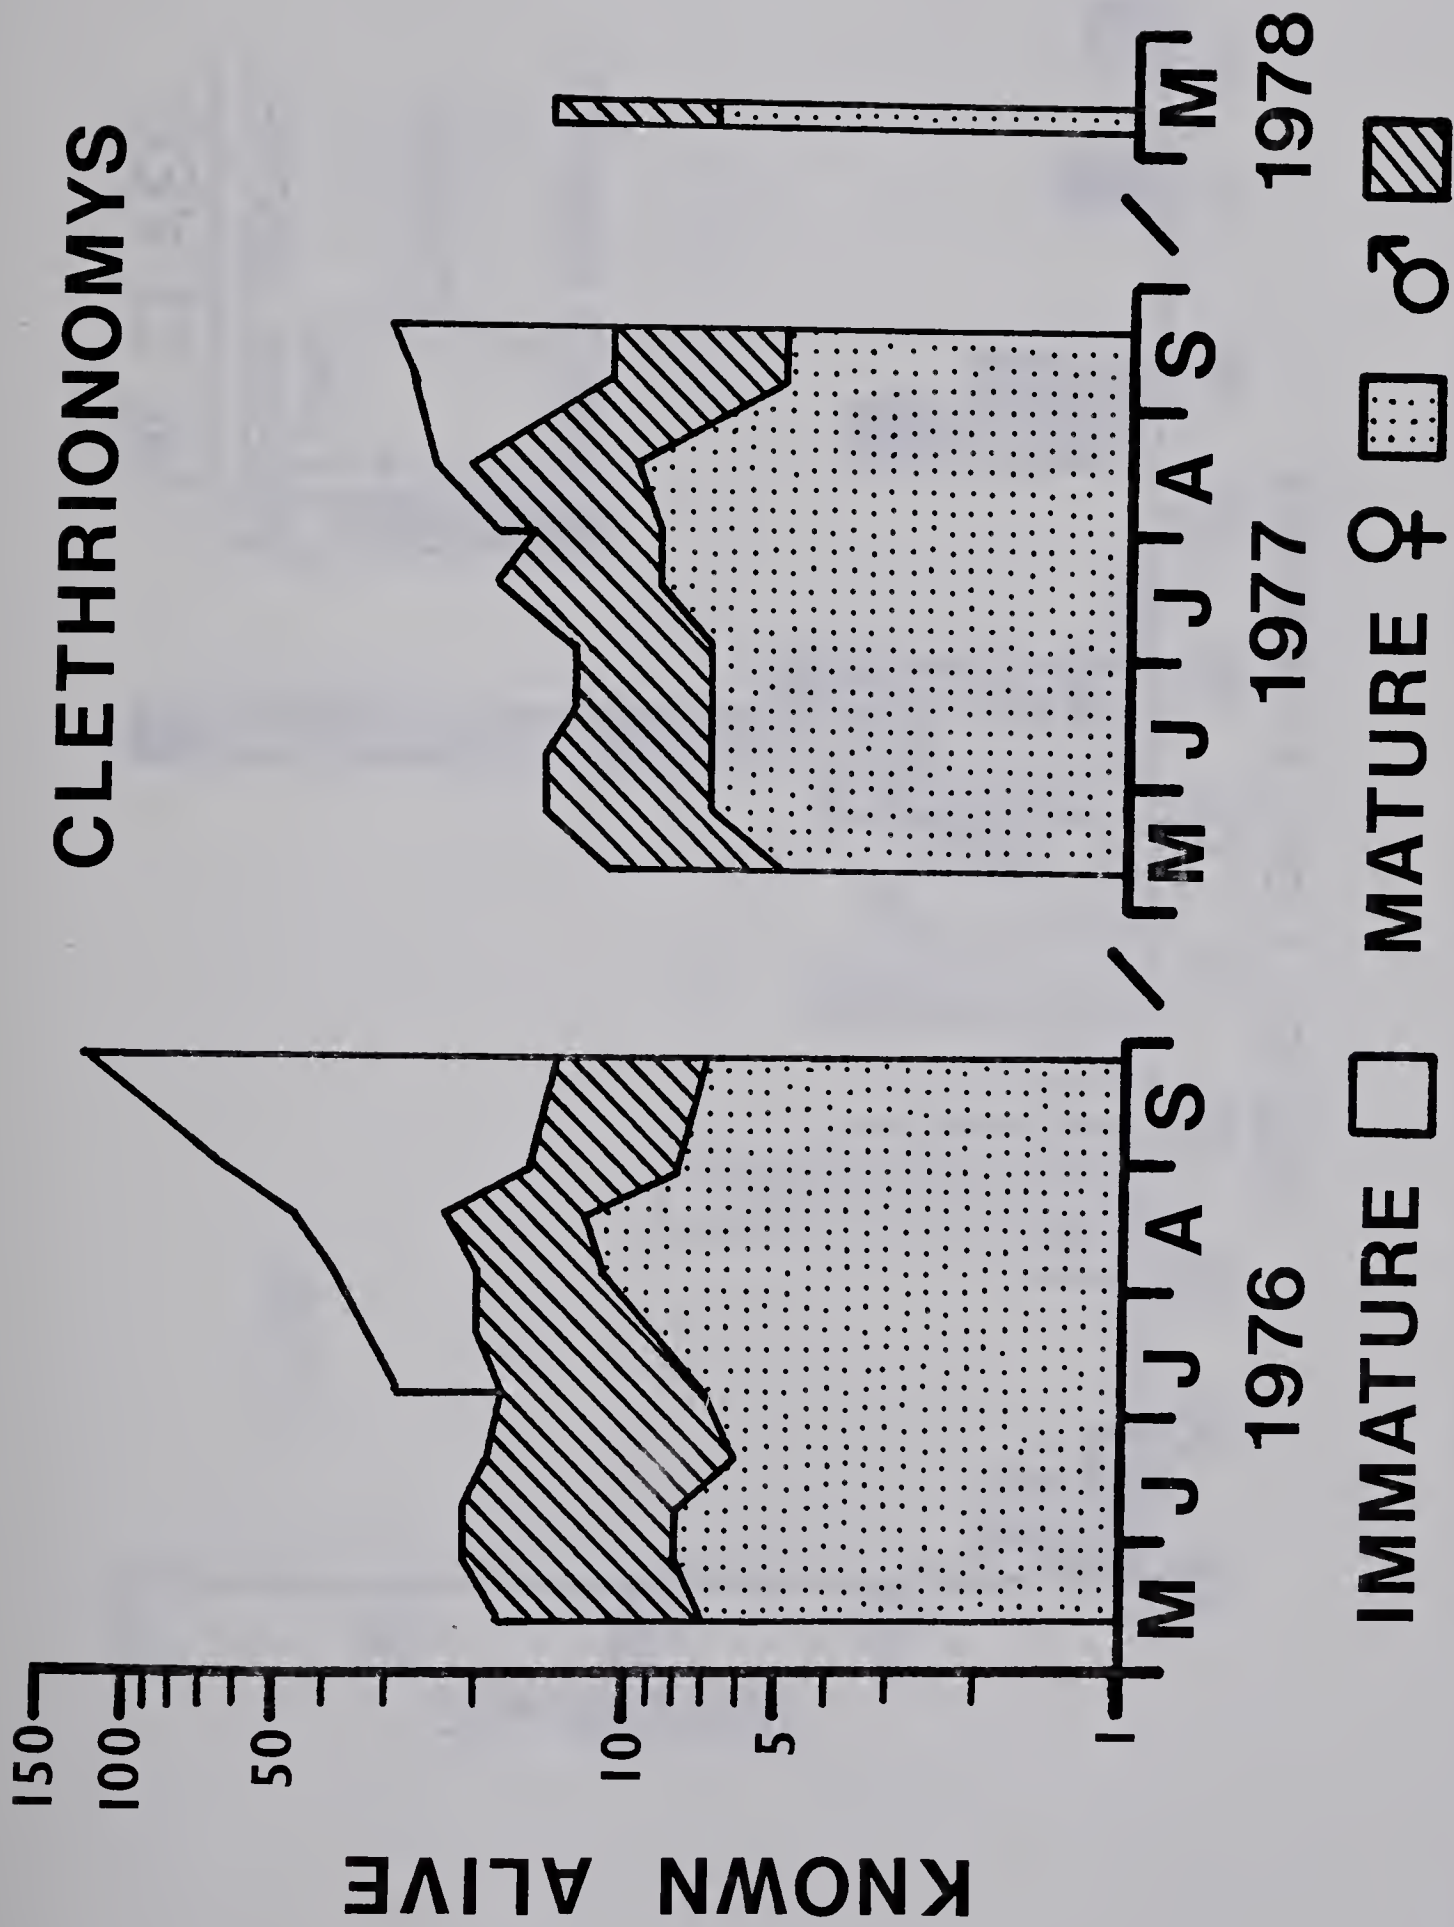 CLETHRIONOMYS
KNOWN ALIVE
150
100
50
10
5
1
M J J A S / M J J A S / M
1976 1977 1978
IMMATURE MATURE ♀ ♂